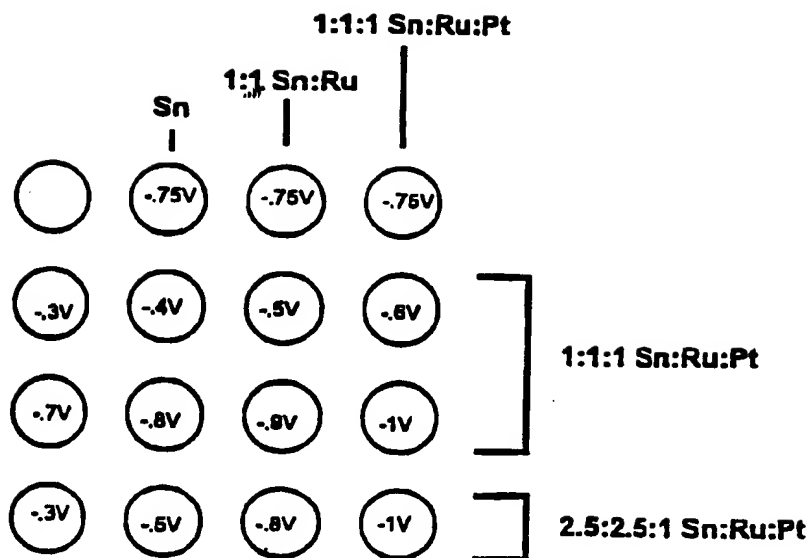 1:1:1 Sn:Ru:Pt
1:1 Sn:Ru
Sn
-.75V -.75V -.75V
-.3V -.4V -.5V -.6V
1:1:1 Sn:Ru:Pt
-.7V -.8V -.9V -1V
-.3V -.5V -.8V -1V
2.5:2.5:1 Sn:Ru:Pt